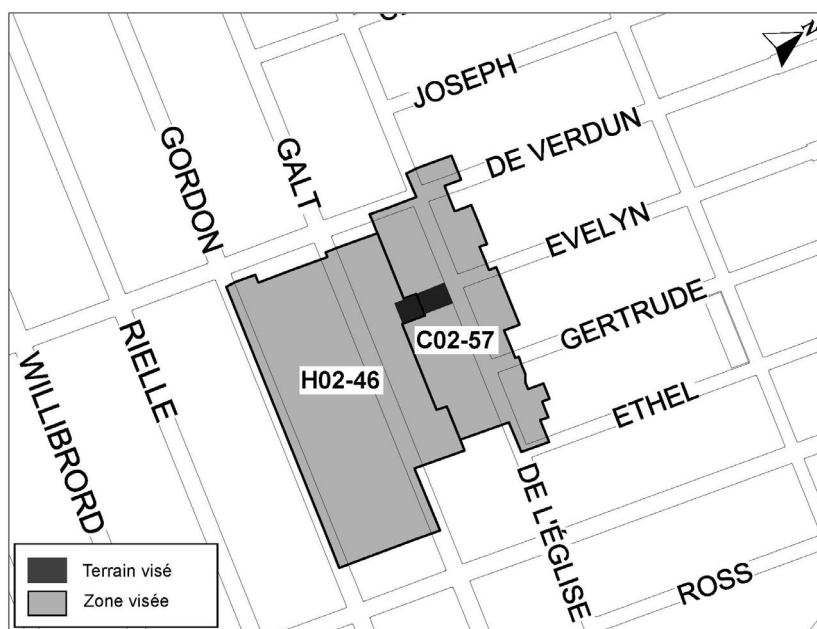 N
JOSEPH
DE VERDUN
GORDON
GALT
EVELYN
GERTRUDE
RIELLE
WILLIBRORD
H02-46
C02-57
ETHEL
DE L'ÉGLISE
ROSS
Terrain visé
Zone visée